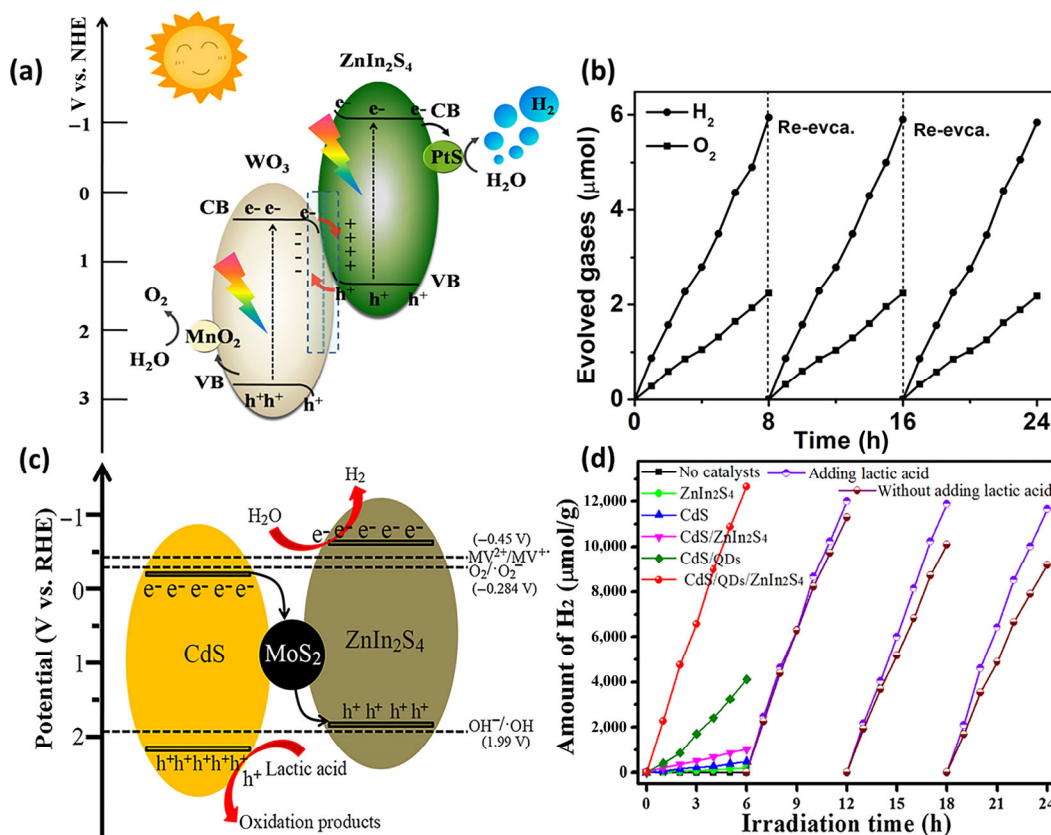 (a)
V vs. NHE
−1
0
1
2
3
ZnIn₂S₄
e⁻ e⁻ e⁻ CB
PtS
H₂
H₂O
WO₃
CB e- e- e-
- - - -
+ + + +
VB
h⁺ h⁺ h⁺
O₂
MnO₂
H₂O
VB
h⁺h⁺ h⁺
(b)
Evolved gases (μmol)
6
4
2
0
H₂
O₂
Re-evca.
Re-evca.
0 8 16 24
Time (h)
(c)
Potential (V vs. RHE)
−1
0
1
2
H₂
H₂O
e⁻ e⁻ e⁻ e⁻ e⁻
(−0.45 V)
MV²⁺/MV⁺·
O₂/·O₂⁻
(−0.284 V)
e⁻ e⁻ e⁻ e⁻ e⁻
CdS
MoS₂
ZnIn₂S₄
h⁺ h⁺ h⁺ h⁺
OH⁻/·OH
(1.99 V)
h⁺h⁺h⁺h⁺h⁺
h⁺ Lactic acid
Oxidation products
(d)
Amount of H₂ (μmol/g)
12,000
10,000
8,000
6,000
4,000
2,000
0
No catalysts
ZnIn₂S₄
CdS
CdS/ZnIn₂S₄
CdS/QDs
CdS/QDs/ZnIn₂S₄
Adding lactic acid
Without adding lactic acid
0 3 6 9 12 15 18 21 24
Irradiation time (h)